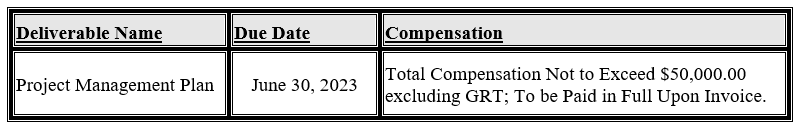 Deliverable Name Due Date Compensation
Project Management Plan June 30, 2023 Total Compensation Not to Exceed $50,000.00
excluding GRT; To be Paid in Full Upon Invoice.